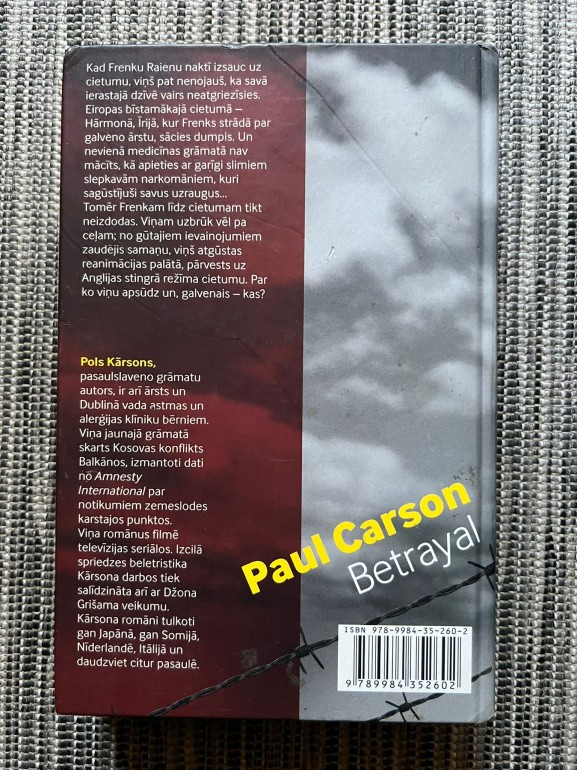 Kad Frenku Raienu naktī izsauc uz
cietumu, viņš pat nenojauš, ka savā
ierastajā dzīvē vairs neatgriezīsies.
Eiropas bīstamākajā cietumā –
Hārmonā, Īrijā, kur Frenks strādā par
galveno ārstu, sācies dumpis. Un
nevienā medicīnas grāmatā nav
mācīts, kā apieties ar garīgi slimiem
slepkavām narkomāniem, kuri
sagūstījuši savus uzraugus...
Tomēr Frenkam līdz cietumam tikt
neizdodas. Viņam uzbrūk vēl pa
ceļam; no gūtajiem ievainojumiem
zaudējis samaņu, viņš atgūstas
reanimācijas palātā, pārvests uz
Anglijas stingrā režīma cietumu. Par
ko viņu apsūdz un, galvenais – kas?
Pols Kārsons,
pasaulslaveno grāmatu
autors, ir arī ārsts un
Dublinā vada astmas un
alerģijas klīniku bērniem.
Viņa jaunajā grāmatā
skarts Kosovas konflikts
Balkānos, izmantoti dati
no Amnesty
International par
notikumiem zemeslodes
karstajos punktos.
Viņa romānus filmē
televīzijas seriālos. Izcilā
spriedzes beletristika
Kārsona darbos tiek
salīdzināta arī ar Džona
Grišama veikumu.
Kārsona romāni tulkoti
gan Japānā, gan Somijā,
Nīderlandē, Itālijā un
daudzviet citur pasaulē.
Paul Carson
Betrayal
ISBN 978-9984-35-260-2
9 789984 352602